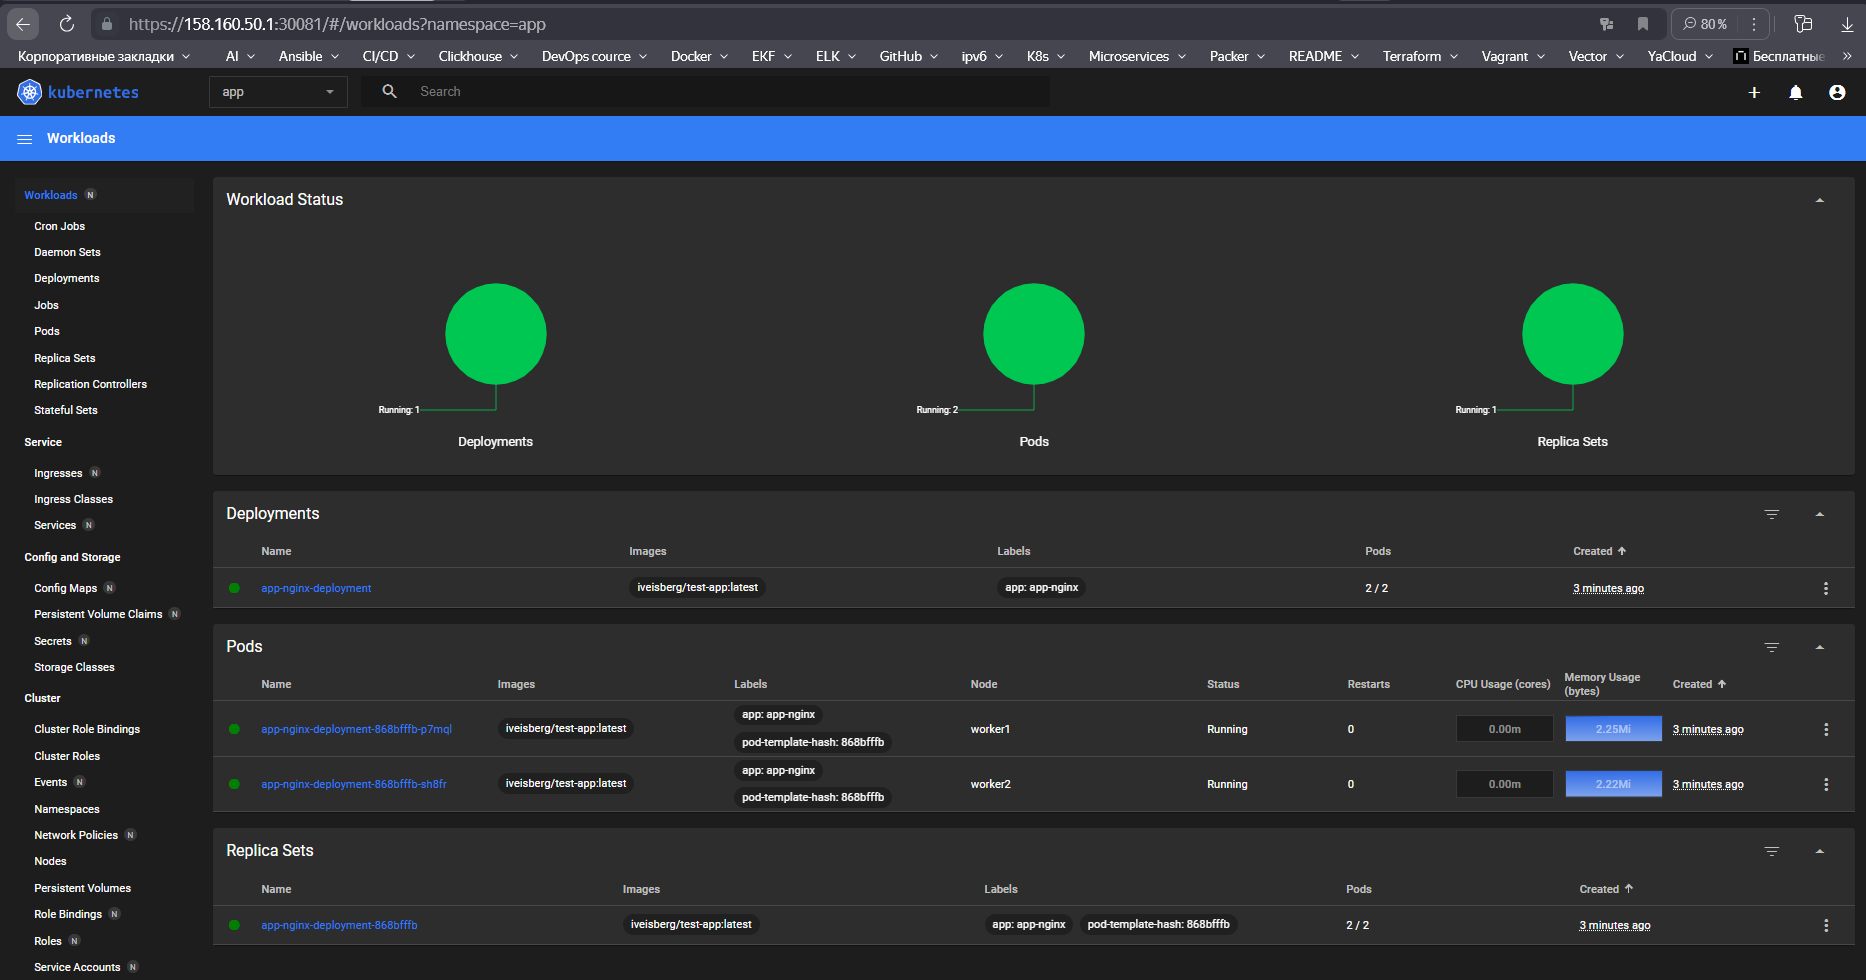 https://158.160.50.1:30081/#/workloads?namespace=app
80%
Корпоративные закладки AI Ansible CI/CD Clickhouse DevOps cource Docker EKF ELK GitHub ipv6 K8s Microservices Packer README Terraform Vagrant Vector YaCloud Бесплатные
kubernetes app Search
Workloads
Workloads N
Cron Jobs
Daemon Sets
Deployments
Jobs
Pods
Replica Sets
Replication Controllers
Stateful Sets
Service
Ingresses N
Ingress Classes
Services N
Config and Storage
Config Maps N
Persistent Volume Claims N
Secrets N
Storage Classes
Cluster
Cluster Role Bindings
Cluster Roles
Events N
Namespaces
Network Policies N
Nodes
Persistent Volumes
Role Bindings N
Roles N
Service Accounts N
Workload Status
Running: 1
Deployments
Running: 2
Pods
Running: 1
Replica Sets
Deployments
Name Images Labels Pods Created
app-nginx-deployment iveisberg/test-app:latest app: app-nginx 2 / 2 3 minutes ago
Pods
Name Images Labels Node Status Restarts CPU Usage (cores) Memory Usage (bytes) Created
app-nginx-deployment-868bfffb-p7mql iveisberg/test-app:latest app: app-nginx pod-template-hash: 868bfffb worker1 Running 0 0.00m 2.25Mi 3 minutes ago
app-nginx-deployment-868bfffb-sh8fr iveisberg/test-app:latest app: app-nginx pod-template-hash: 868bfffb worker2 Running 0 0.00m 2.22Mi 3 minutes ago
Replica Sets
Name Images Labels Pods Created
app-nginx-deployment-868bfffb iveisberg/test-app:latest app: app-nginx pod-template-hash: 868bfffb 2 / 2 3 minutes ago